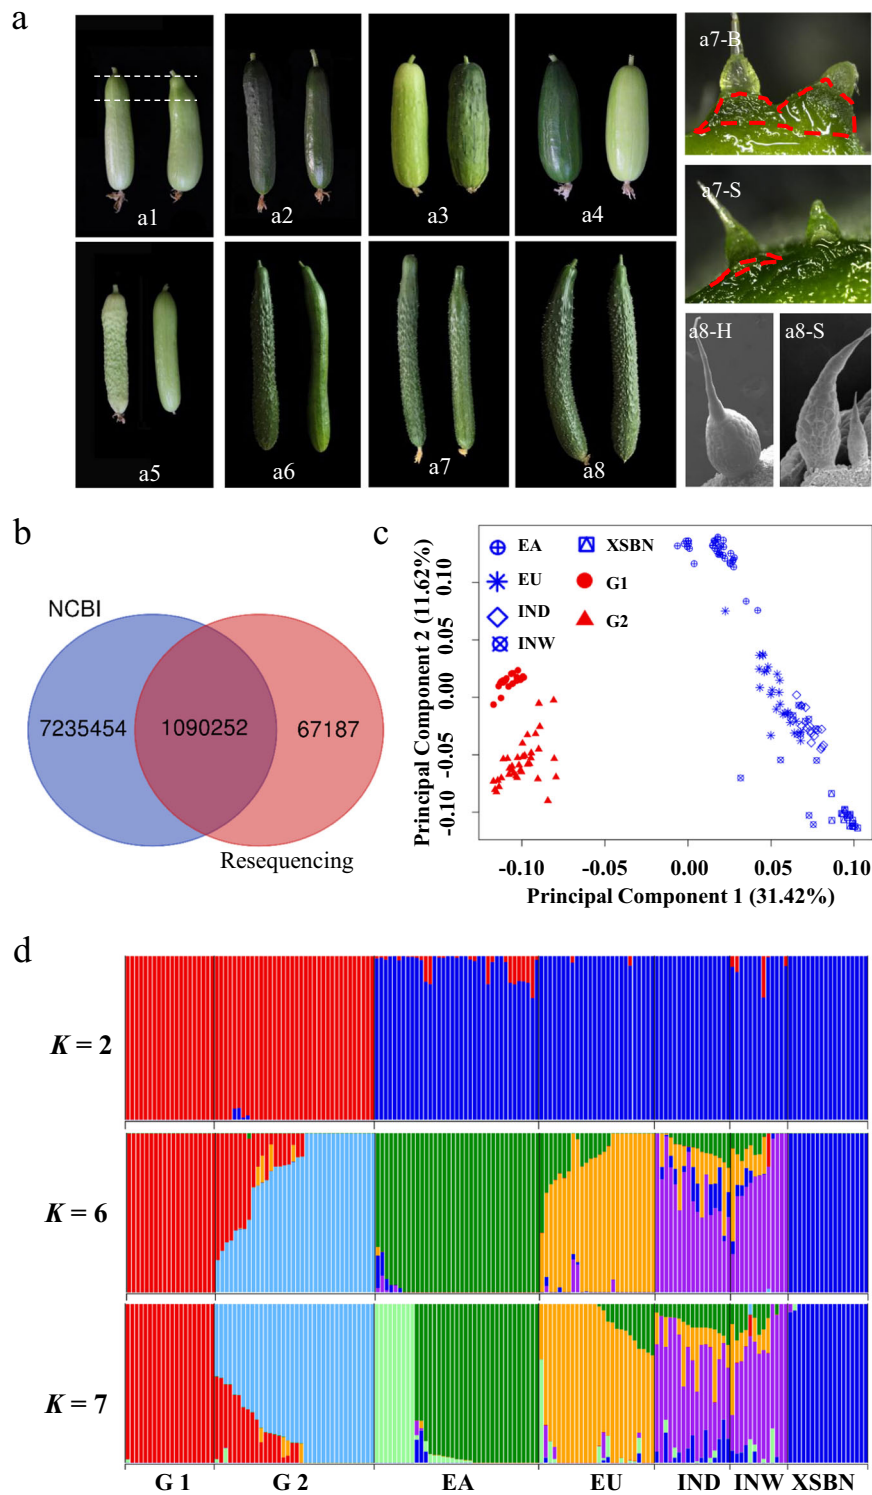 a
a1
a2
a3
a4
a7-B
a7-S
a5
a6
a7
a8
a8-H
a8-S
b
NCBI
7235454
1090252
67187
Resequencing
c
EA
EU
IND
INW
XSBN
G1
G2
Principal Component 2 (11.62%)
0.10
0.05
0.00
-0.05
-0.10
-0.10 -0.05 0.00 0.05 0.10
Principal Component 1 (31.42%)
d
K = 2
K = 6
K = 7
G 1 G 2 EA EU IND INW XSBN